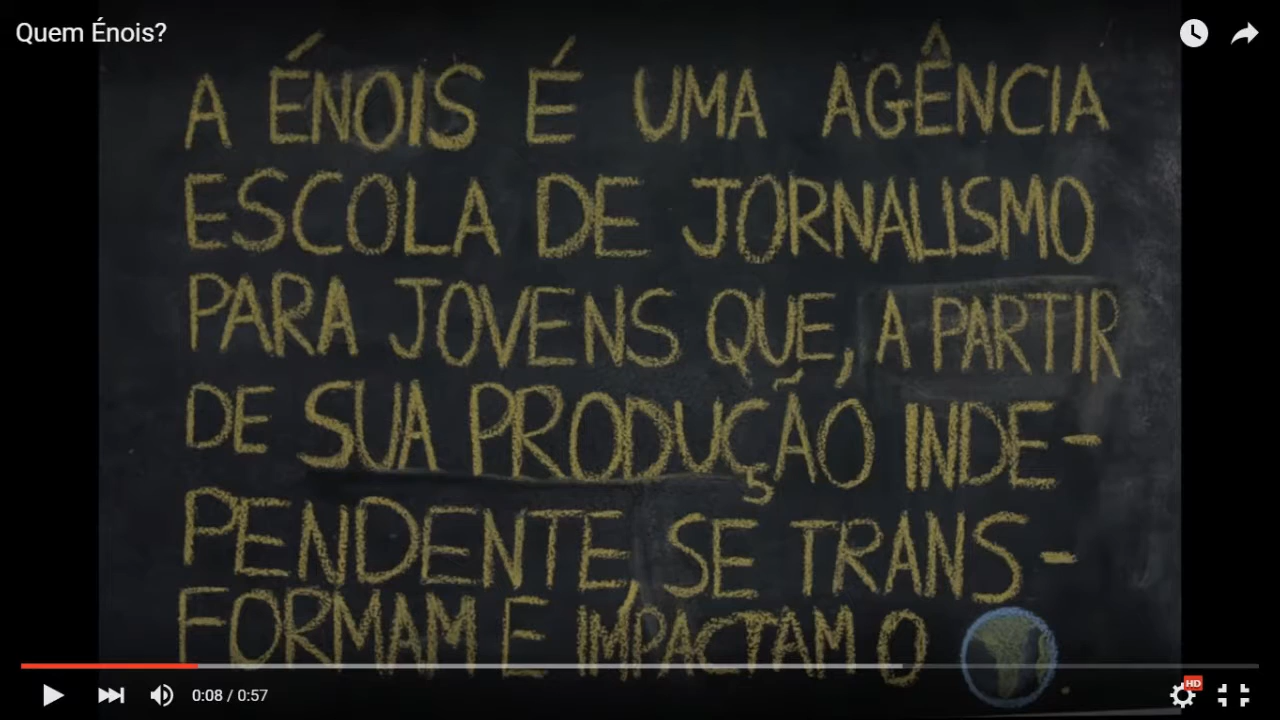 Quem Énois?
A ÉNOIS É UMA AGÊNCIA
ESCOLA DE JORNALISMO
PARA JOVENS QUE, A PARTIR
DE SUA PRODUÇÃO INDE-
PENDENTE, SE TRANS-
FORMAM E IMPACTAM O
HD
0:08 / 0:57